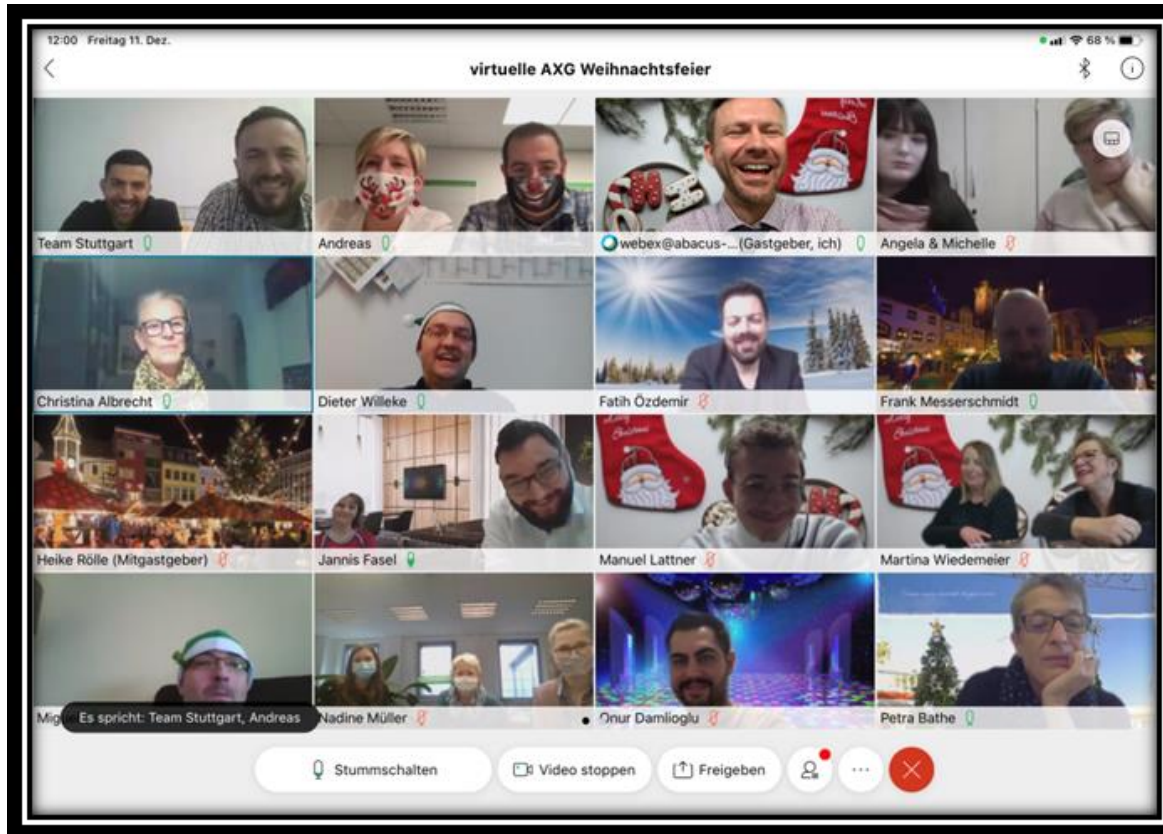 12:00 Freitag 11. Dez.
68 %
virtuelle AXG Weihnachtsfeier
Team Stuttgart
Andreas
webex@abacus-...(Gastgeber, ich)
Angela & Michelle
Christina Albrecht
Dieter Willeke
Fatih Özdemir
Frank Messerschmidt
Heike Rölle (Mitgastgeber)
Jannis Fasel
Manuel Lattner
Martina Wiedemeier
Es spricht: Team Stuttgart, Andreas
Nadine Müller
Onur Damlioglu
Petra Bathe
Stummschalten
Video stoppen
Freigeben